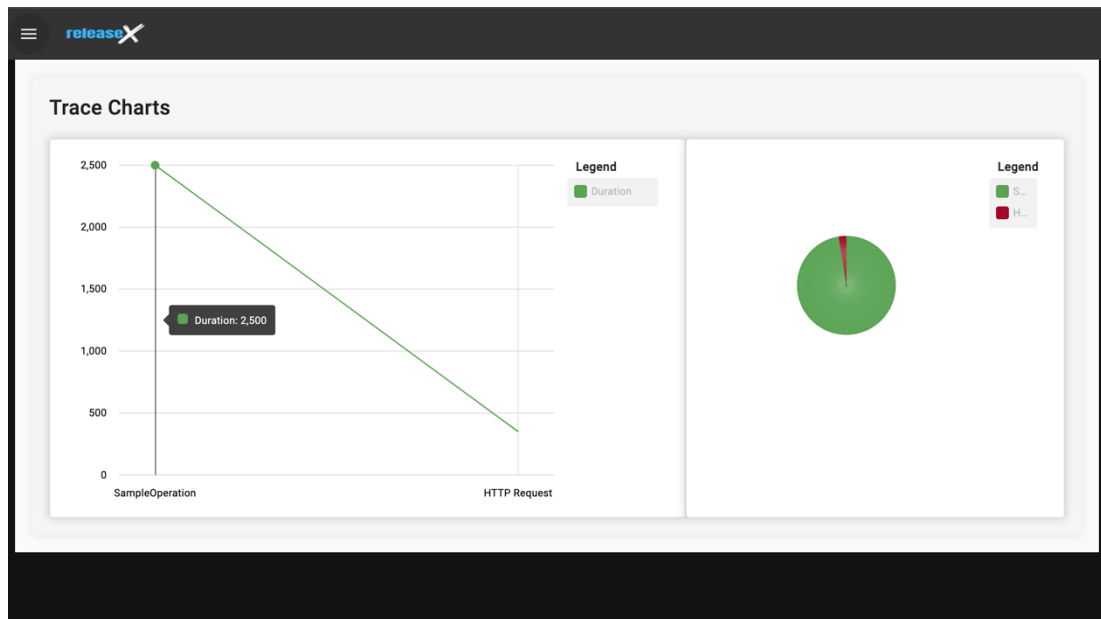 releaseX
Trace Charts
2,500
2,000
1,500
1,000
500
0
Duration: 2,500
SampleOperation
HTTP Request
Legend
Duration
Legend
S...
H...